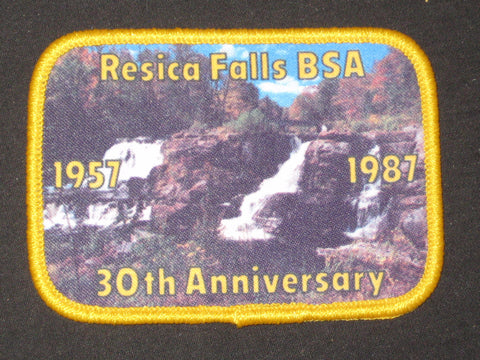 Resica Falls BSA
1957 1987
30th Anniversary